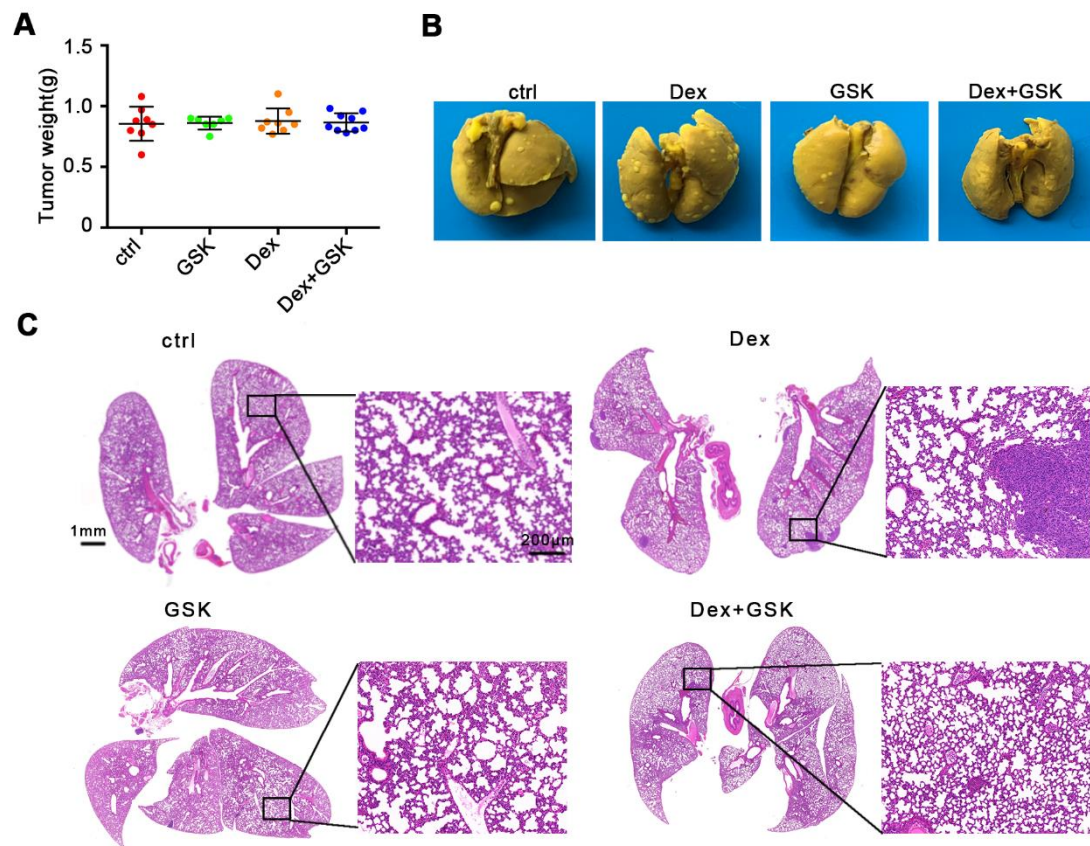 A
Tumor weight(g)
1.5
1.0
0.5
0
ctrl
GSK
Dex
Dex+GSK
B
ctrl
Dex
GSK
Dex+GSK
C
ctrl
Dex
1mm
200μm
GSK
Dex+GSK